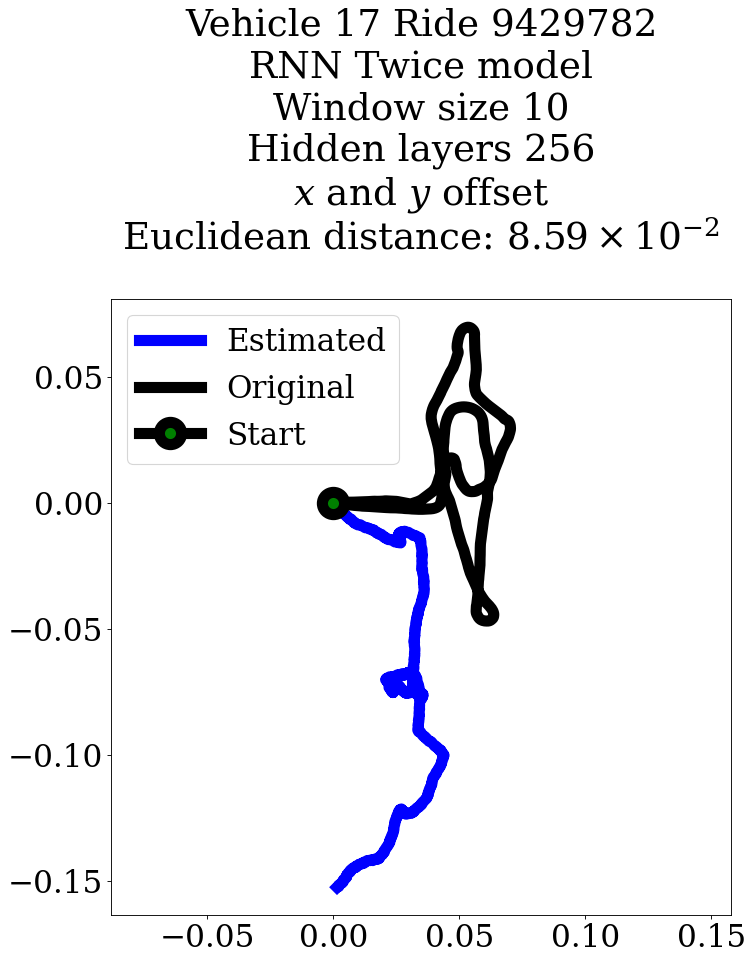 Vehicle 17 Ride 9429782
RNN Twice model
Window size 10
Hidden layers 256
x and y offset
Euclidean distance: 8.59 × 10⁻²
Estimated
Original
Start
0.05
0.00
−0.05
−0.10
−0.15
−0.05 0.00 0.05 0.10 0.15